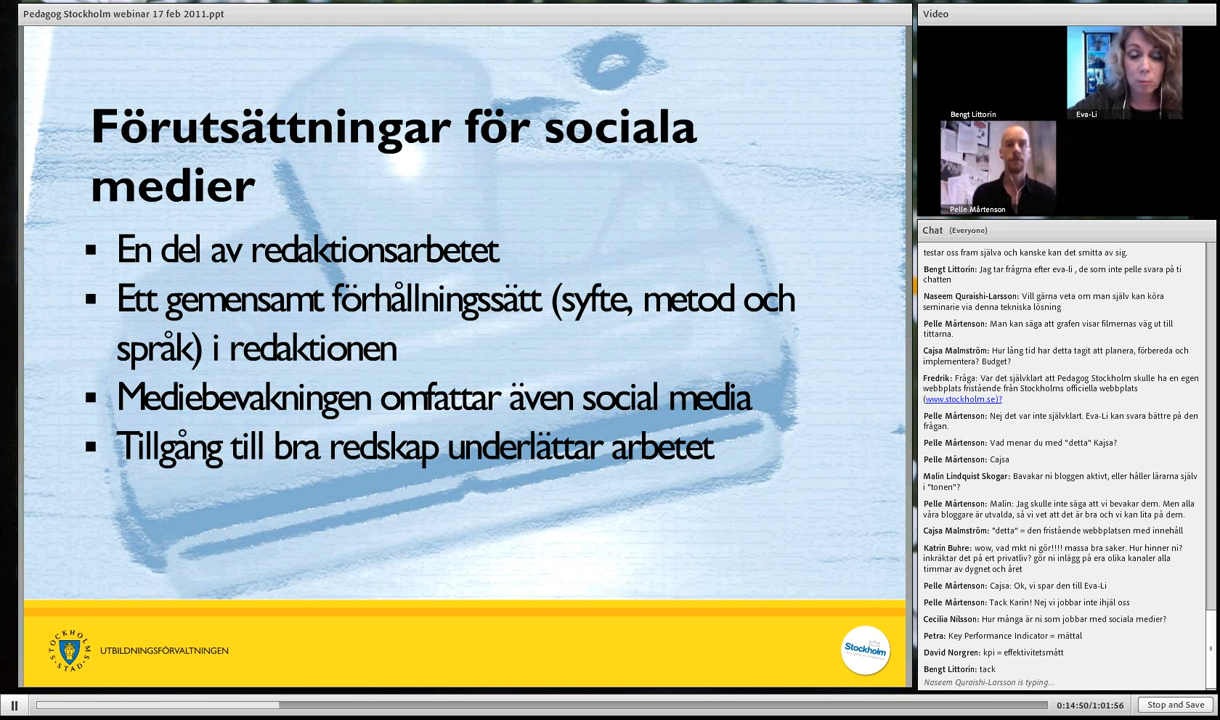 Pedagog Stockholm webinar 17 feb 2011.ppt
Förutsättningar för sociala
medier
▪ En del av redaktionsarbetet
▪ Ett gemensamt förhållningssätt (syfte, metod och
språk) i redaktionen
▪ Mediebevakningen omfattar även social media
▪ Tillgång till bra redskap underlättar arbetet
STOCKHOLMS STAD
UTBILDNINGSFÖRVALTNINGEN
Stockholm
Video
Bengt Littorin
Eva-Li
Pelle Mårtenson
Chat (Everyone)
testar oss fram själva och kanske kan det smitta av sig.
Bengt Littorin: Jag tar frågrna efter eva-li , de som inte pelle svara på ti
chatten
Naseem Quraishi-Larsson: Vill gärna veta om man själv kan köra
seminarie via denna tekniska lösning
Pelle Mårtenson: Man kan säga att grafen visar filmernas väg ut till
tittarna.
Cajsa Malmström: Hur lång tid har detta tagit att planera, förbereda och
implementera? Budget?
Fredrik: Fråga: Var det självklart att Pedagog Stockholm skulle ha en egen
webbplats fristående från Stockholms officiella webbplats
(www.stockholm.se)?
Pelle Mårtenson: Nej det var inte självklart. Eva-Li kan svara bättre på den
frågan.
Pelle Mårtenson: Vad menar du med "detta" Kajsa?
Pelle Mårtenson: Cajsa
Malin Lindquist Skogar: Bavakar ni bloggen aktivt, eller håller lärarna själv
i "tonen"?
Pelle Mårtenson: Malin: Jag skulle inte säga att vi bevakar dem. Men alla
våra bloggare är utvalda, så vi vet att det är bra och vi kan lita på dem.
Cajsa Malmström: "detta" = den fristående webbplatsen med innehåll
Katrin Buhre: wow, vad mkt ni gör!!!! massa bra saker. Hur hinner ni?
inkräktar det på ert privatliv? gör ni inlägg på era olika kanaler alla
timmar av dygnet och året
Pelle Mårtenson: Cajsa: Ok, vi spar den till Eva-Li
Pelle Mårtenson: Tack Karin! Nej vi jobbar inte ihjäl oss
Cecilia Nilsson: Hur många är ni som jobbar med sociala medier?
Petra: Key Performance Indicator = mättal
David Norgren: kpi = effektivitetsmått
Bengt Littorin: tack
Naseem Quraishi-Larsson is typing...
0:14:50/1:01:56
Stop and Save